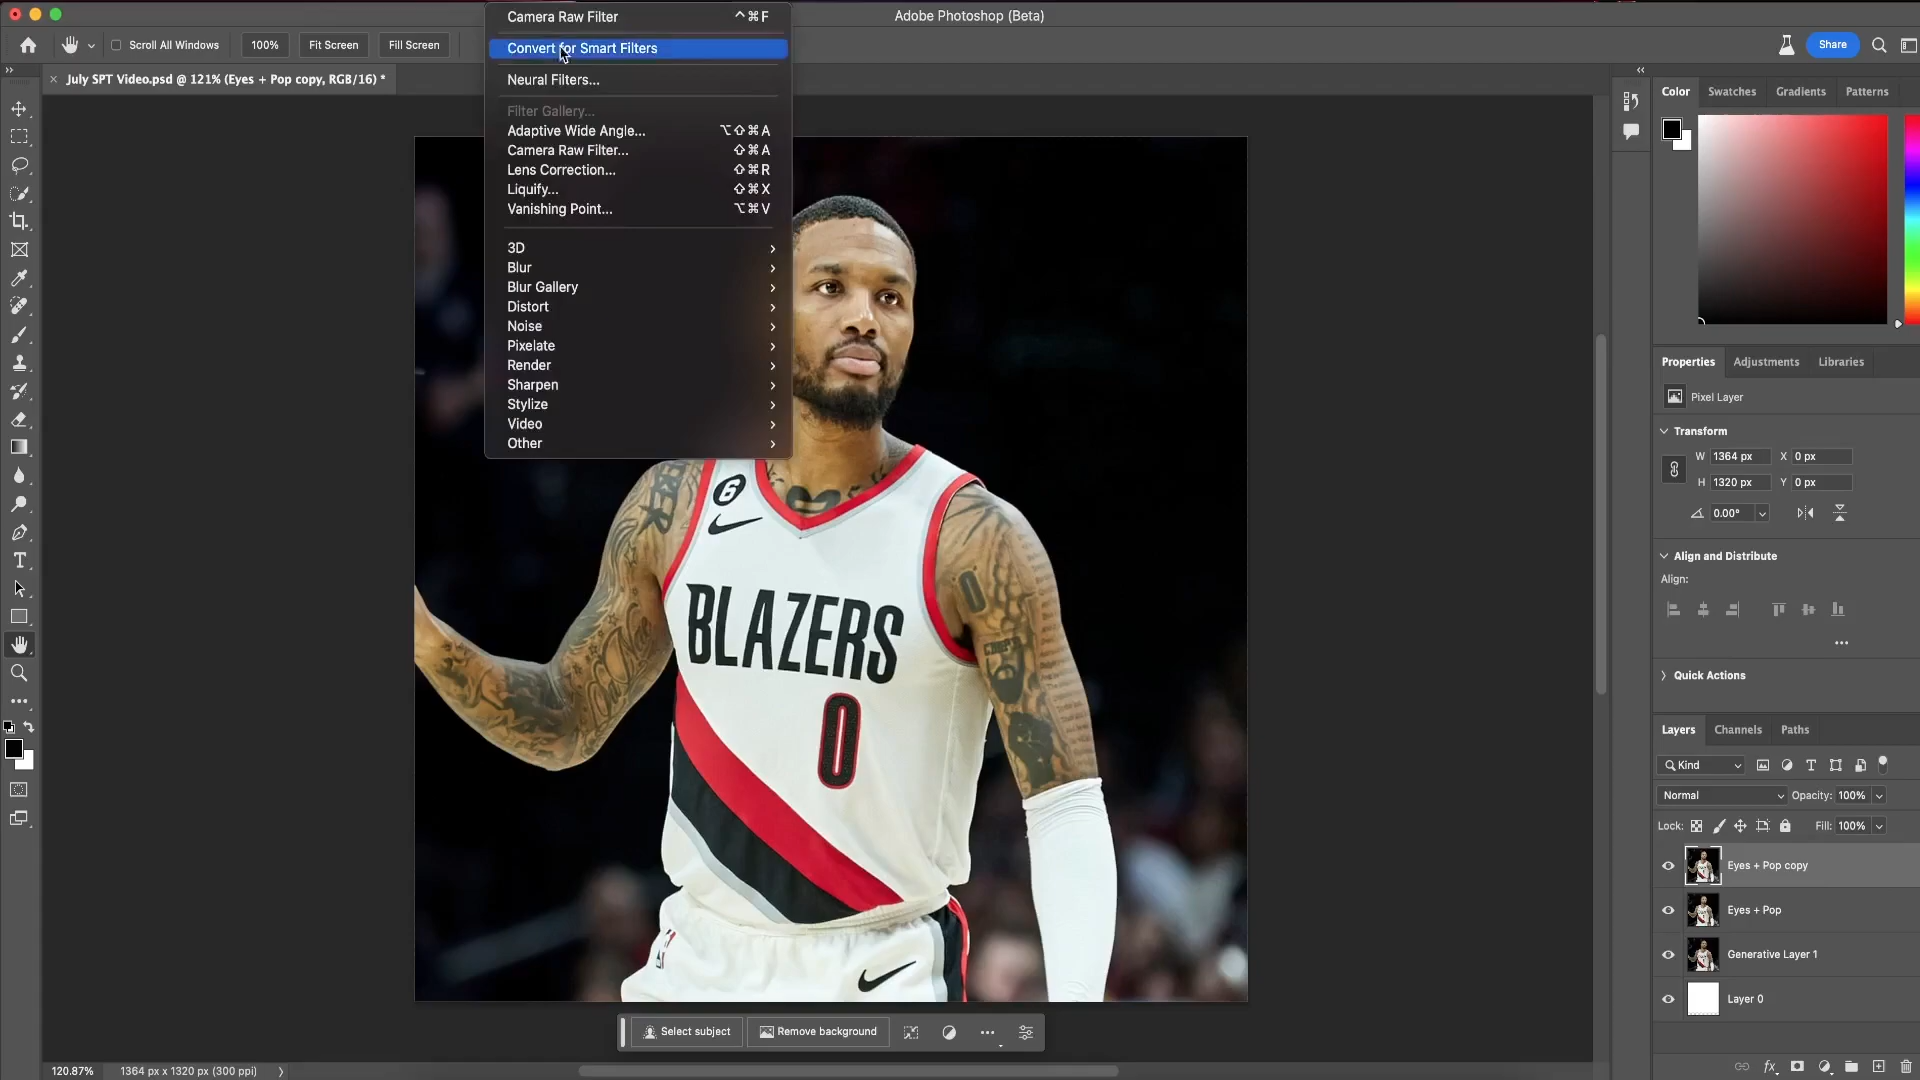 Adobe Photoshop (Beta)
Scroll All Windows
100%
Fit Screen
Fill Screen
Share
July SPT Video.psd @ 121% (Eyes + Pop copy, RGB/16) *
Camera Raw Filter ⌃⌘F
Convert for Smart Filters
Neural Filters...
Filter Gallery...
Adaptive Wide Angle... ⌥⇧⌘A
Camera Raw Filter... ⇧⌘A
Lens Correction... ⇧⌘R
Liquify... ⇧⌘X
Vanishing Point... ⌥⌘V
3D
Blur
Blur Gallery
Distort
Noise
Pixelate
Render
Sharpen
Stylize
Video
Other
6
BLAZERS
0
0
Select subject
Remove background
120.87%
1364 px x 1320 px (300 ppi)
Color
Swatches
Gradients
Patterns
Properties
Adjustments
Libraries
Pixel Layer
Transform
W 1364 px X 0 px
H 1320 px Y 0 px
0.00°
Align and Distribute
Align:
Quick Actions
Layers
Channels
Paths
Kind
Normal
Opacity: 100%
Lock:
Fill: 100%
Eyes + Pop copy
Eyes + Pop
Generative Layer 1
Layer 0
fx